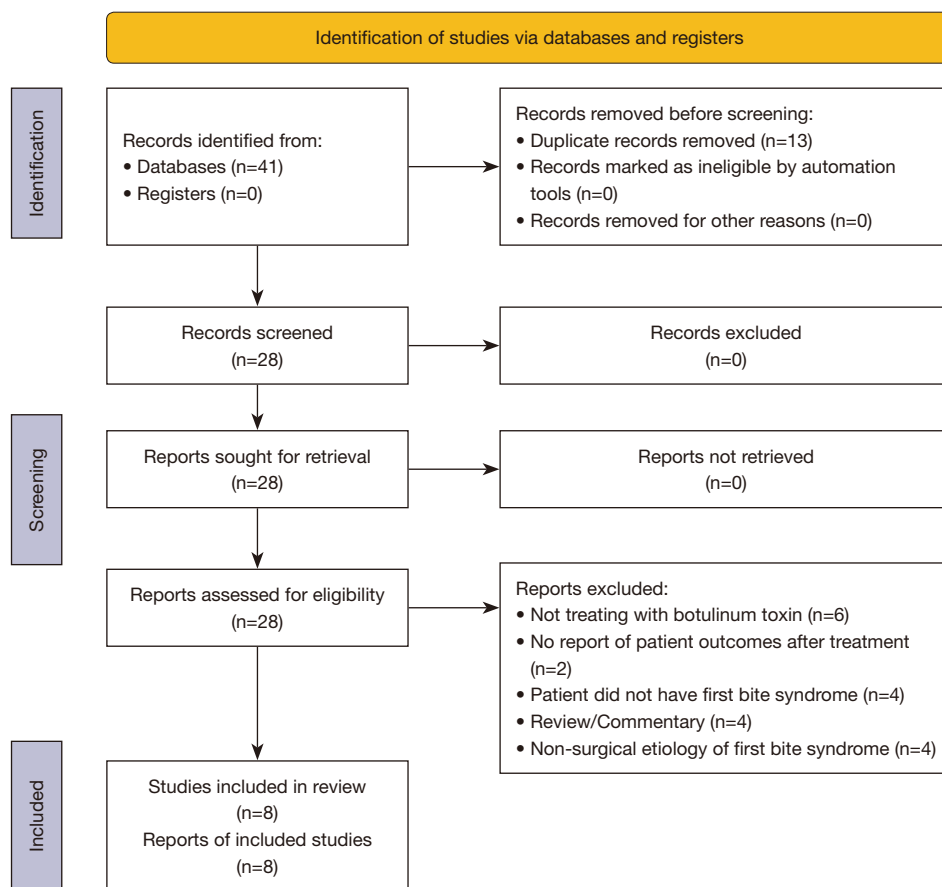 Identification of studies via databases and registers
Identification
Records identified from:
• Databases (n=41)
• Registers (n=0)
Records removed before screening:
• Duplicate records removed (n=13)
• Records marked as ineligible by automation
tools (n=0)
• Records removed for other reasons (n=0)
Screening
Records screened
(n=28)
Records excluded
(n=0)
Reports sought for retrieval
(n=28)
Reports not retrieved
(n=0)
Reports assessed for eligibility
(n=28)
Reports excluded:
• Not treating with botulinum toxin (n=6)
• No report of patient outcomes after treatment
(n=2)
• Patient did not have first bite syndrome (n=4)
• Review/Commentary (n=4)
• Non-surgical etiology of first bite syndrome (n=4)
Included
Studies included in review
(n=8)
Reports of included studies
(n=8)